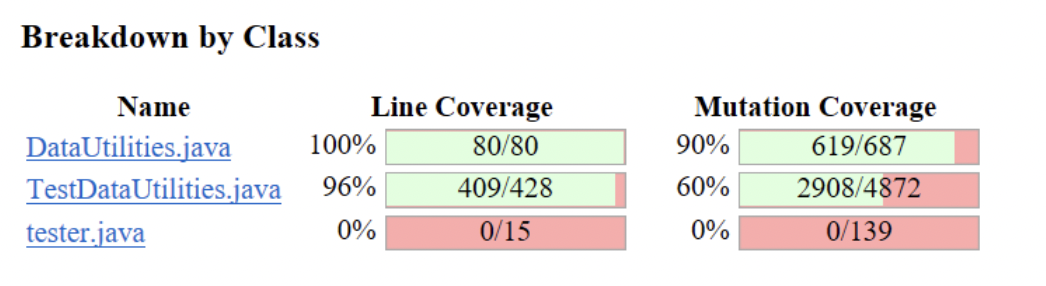 Breakdown by Class
Name Line Coverage Mutation Coverage
DataUtilities.java 100% 80/80 90% 619/687
TestDataUtilities.java 96% 409/428 60% 2908/4872
tester.java 0% 0/15 0% 0/139